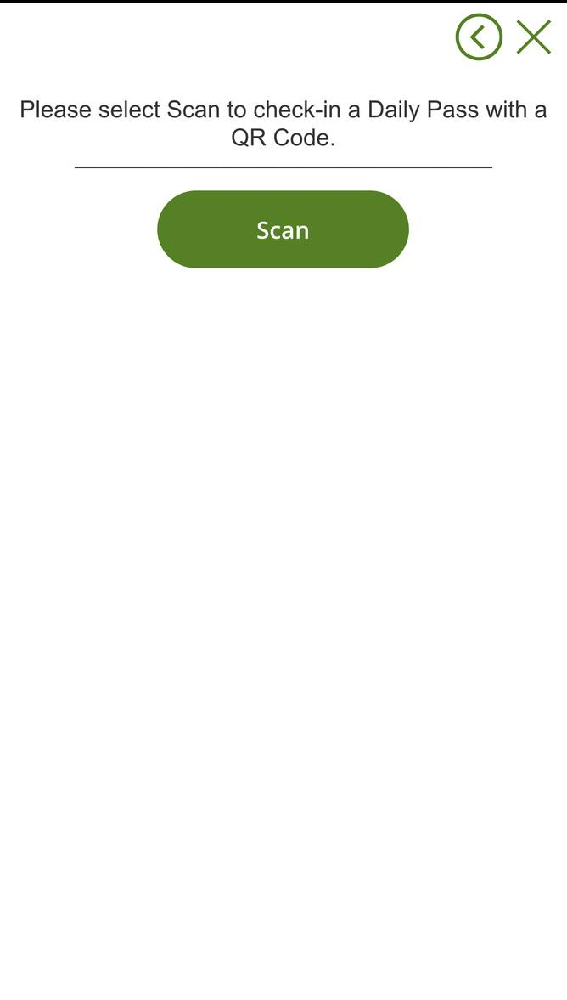 Please select Scan to check-in a Daily Pass with a
QR Code.
Scan